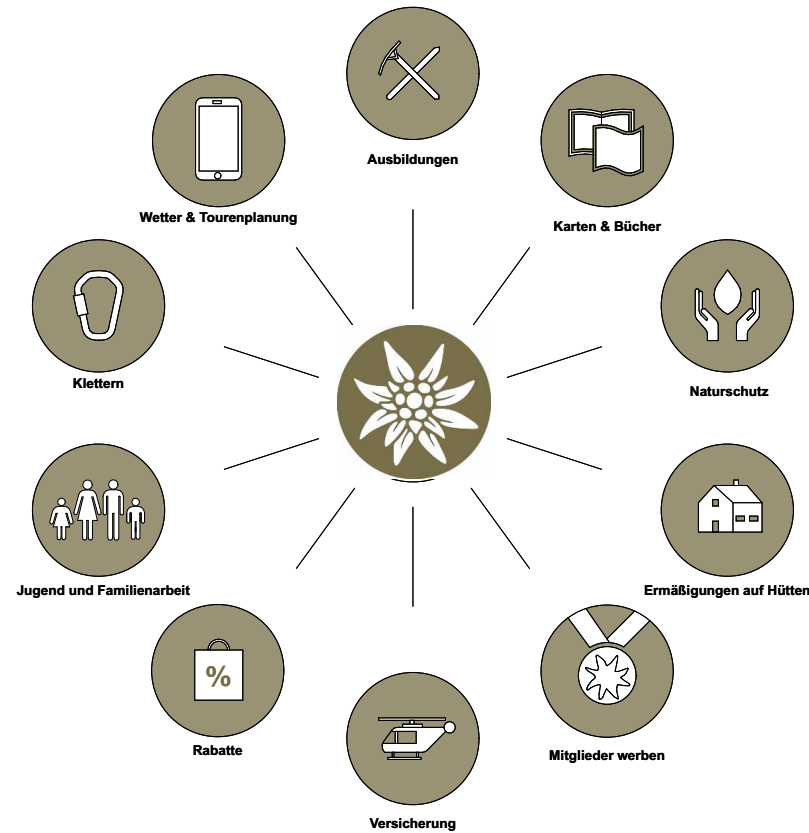 Ausbildungen
Wetter & Tourenplanung
Karten & Bücher
Klettern
Naturschutz
Jugend und Familienarbeit
Ermäßigungen auf Hütten
%
Rabatte
Mitglieder werben
Versicherung